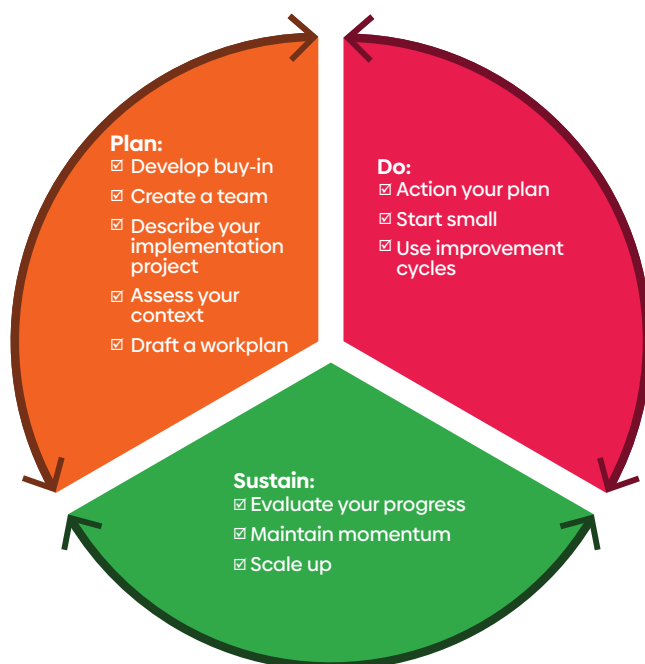 Plan:
☑ Develop buy-in
☑ Create a team
☑ Describe your
implementation
project
☑ Assess your
context
☑ Draft a workplan
Do:
☑ Action your plan
☑ Start small
☑ Use improvement
cycles
Sustain:
☑ Evaluate your progress
☑ Maintain momentum
☑ Scale up